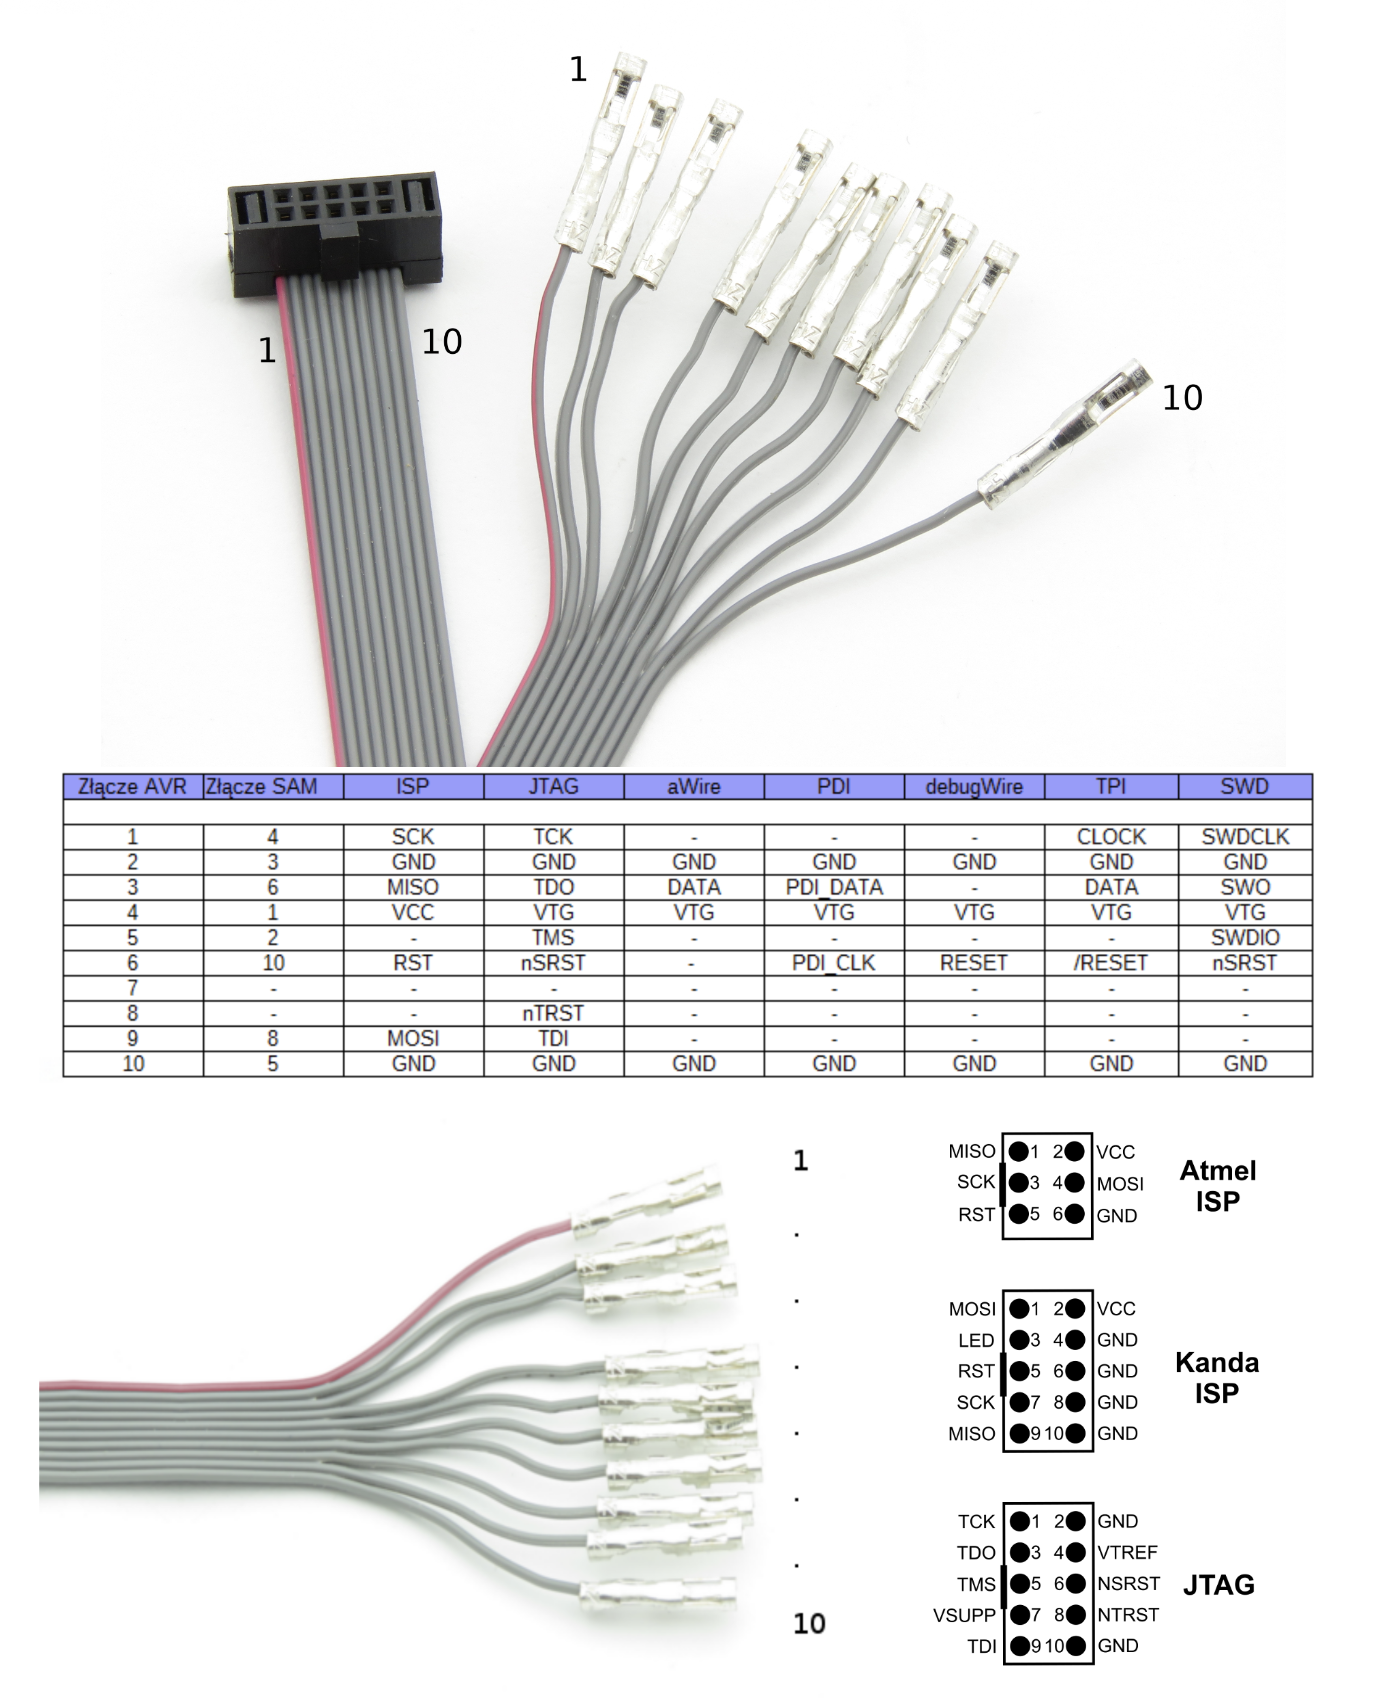 1
1
10
10
Złącze AVR Złącze SAM ISP JTAG aWire PDI debugWire TPI SWD
1 4 SCK TCK - - - CLOCK SWDCLK
2 3 GND GND GND GND GND GND GND
3 6 MISO TDO DATA PDI_DATA - DATA SWO
4 1 VCC VTG VTG VTG VTG VTG VTG
5 2 - TMS - - - - SWDIO
6 10 RST nSRST - PDI_CLK RESET /RESET nSRST
7 - - - - - - - -
8 - - nTRST - - - - -
9 8 MOSI TDI - - - - -
10 5 GND GND GND GND GND GND GND
1
.
.
.
.
.
.
10
MISO 1 2 VCC
SCK 3 4 MOSI
RST 5 6 GND
Atmel
ISP
MOSI 1 2 VCC
LED 3 4 GND
RST 5 6 GND
SCK 7 8 GND
MISO 9 10 GND
Kanda
ISP
TCK 1 2 GND
TDO 3 4 VTREF
TMS 5 6 NSRST
VSUPP 7 8 NTRST
TDI 9 10 GND
JTAG